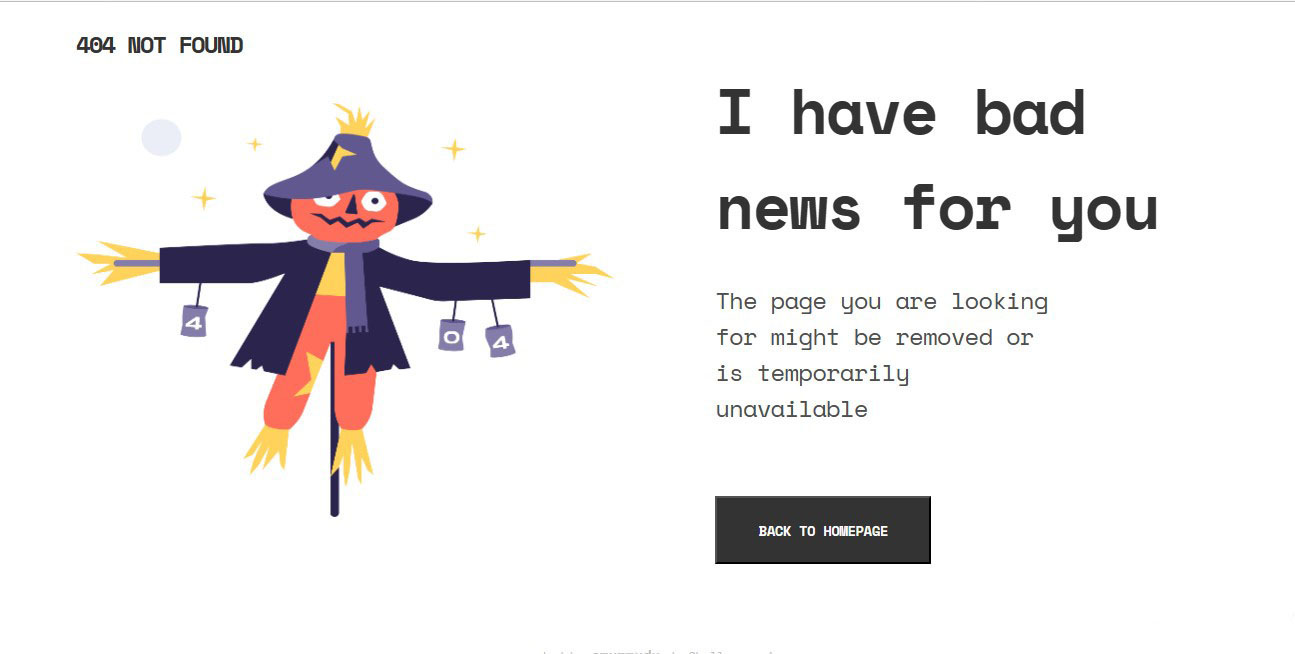 404 NOT FOUND
I have bad
news for you
4
0
4
The page you are looking
for might be removed or
is temporarily
unavailable
BACK TO HOMEPAGE